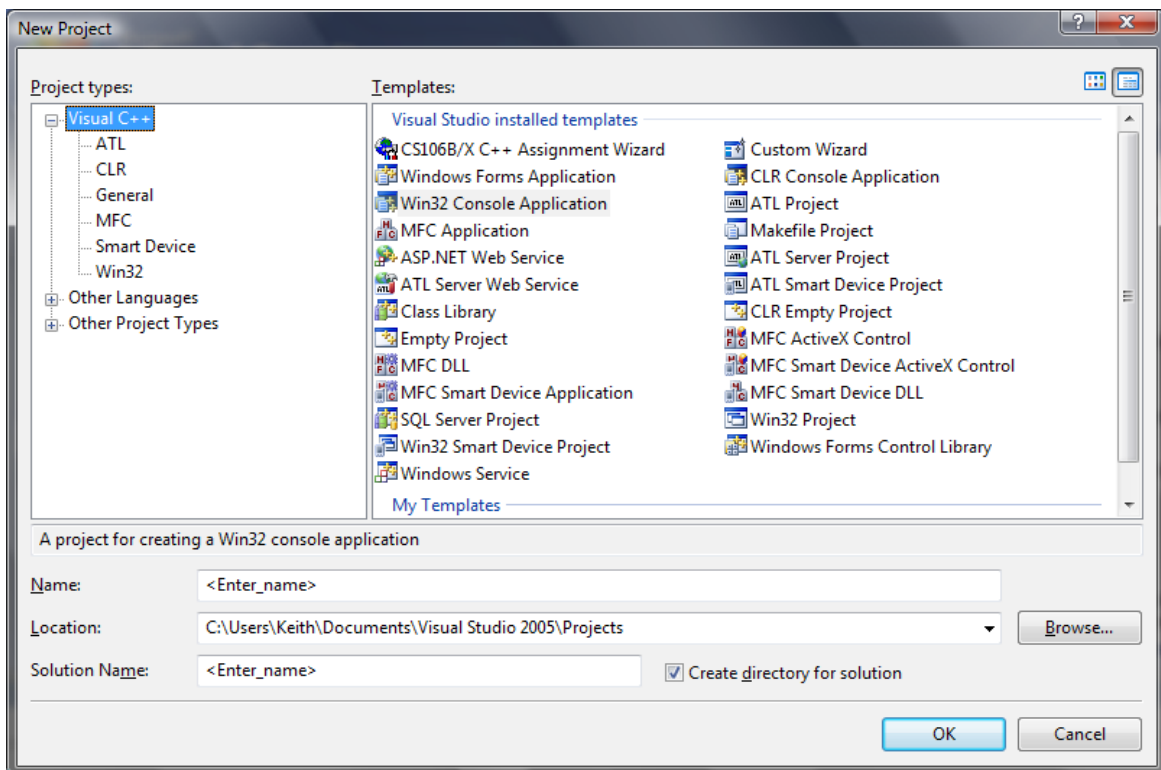 New Project
Project types:
Templates:
Visual C++
ATL
CLR
General
MFC
Smart Device
Win32
Other Languages
Other Project Types
Visual Studio installed templates
CS106B/X C++ Assignment Wizard
Custom Wizard
Windows Forms Application
CLR Console Application
Win32 Console Application
ATL Project
MFC Application
Makefile Project
ASP.NET Web Service
ATL Server Project
ATL Server Web Service
ATL Smart Device Project
Class Library
CLR Empty Project
Empty Project
MFC ActiveX Control
MFC DLL
MFC Smart Device ActiveX Control
MFC Smart Device Application
MFC Smart Device DLL
SQL Server Project
Win32 Project
Win32 Smart Device Project
Windows Forms Control Library
Windows Service
My Templates
A project for creating a Win32 console application
Name:
<Enter_name>
Location:
C:\Users\Keith\Documents\Visual Studio 2005\Projects
Browse...
Solution Name:
<Enter_name>
Create directory for solution
OK
Cancel